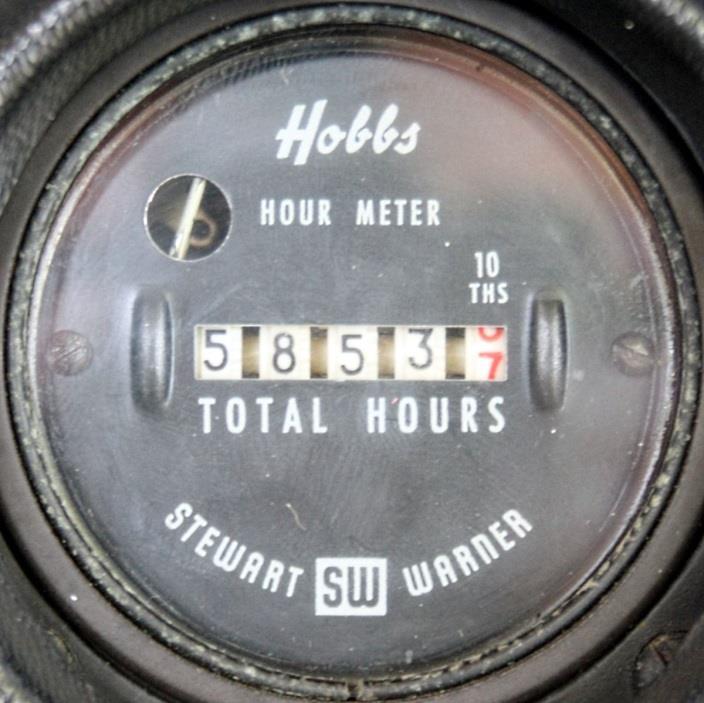 Hobbs
HOUR METER
10
THS
5 8 5 3 7
TOTAL HOURS
STEWART SW WARNER